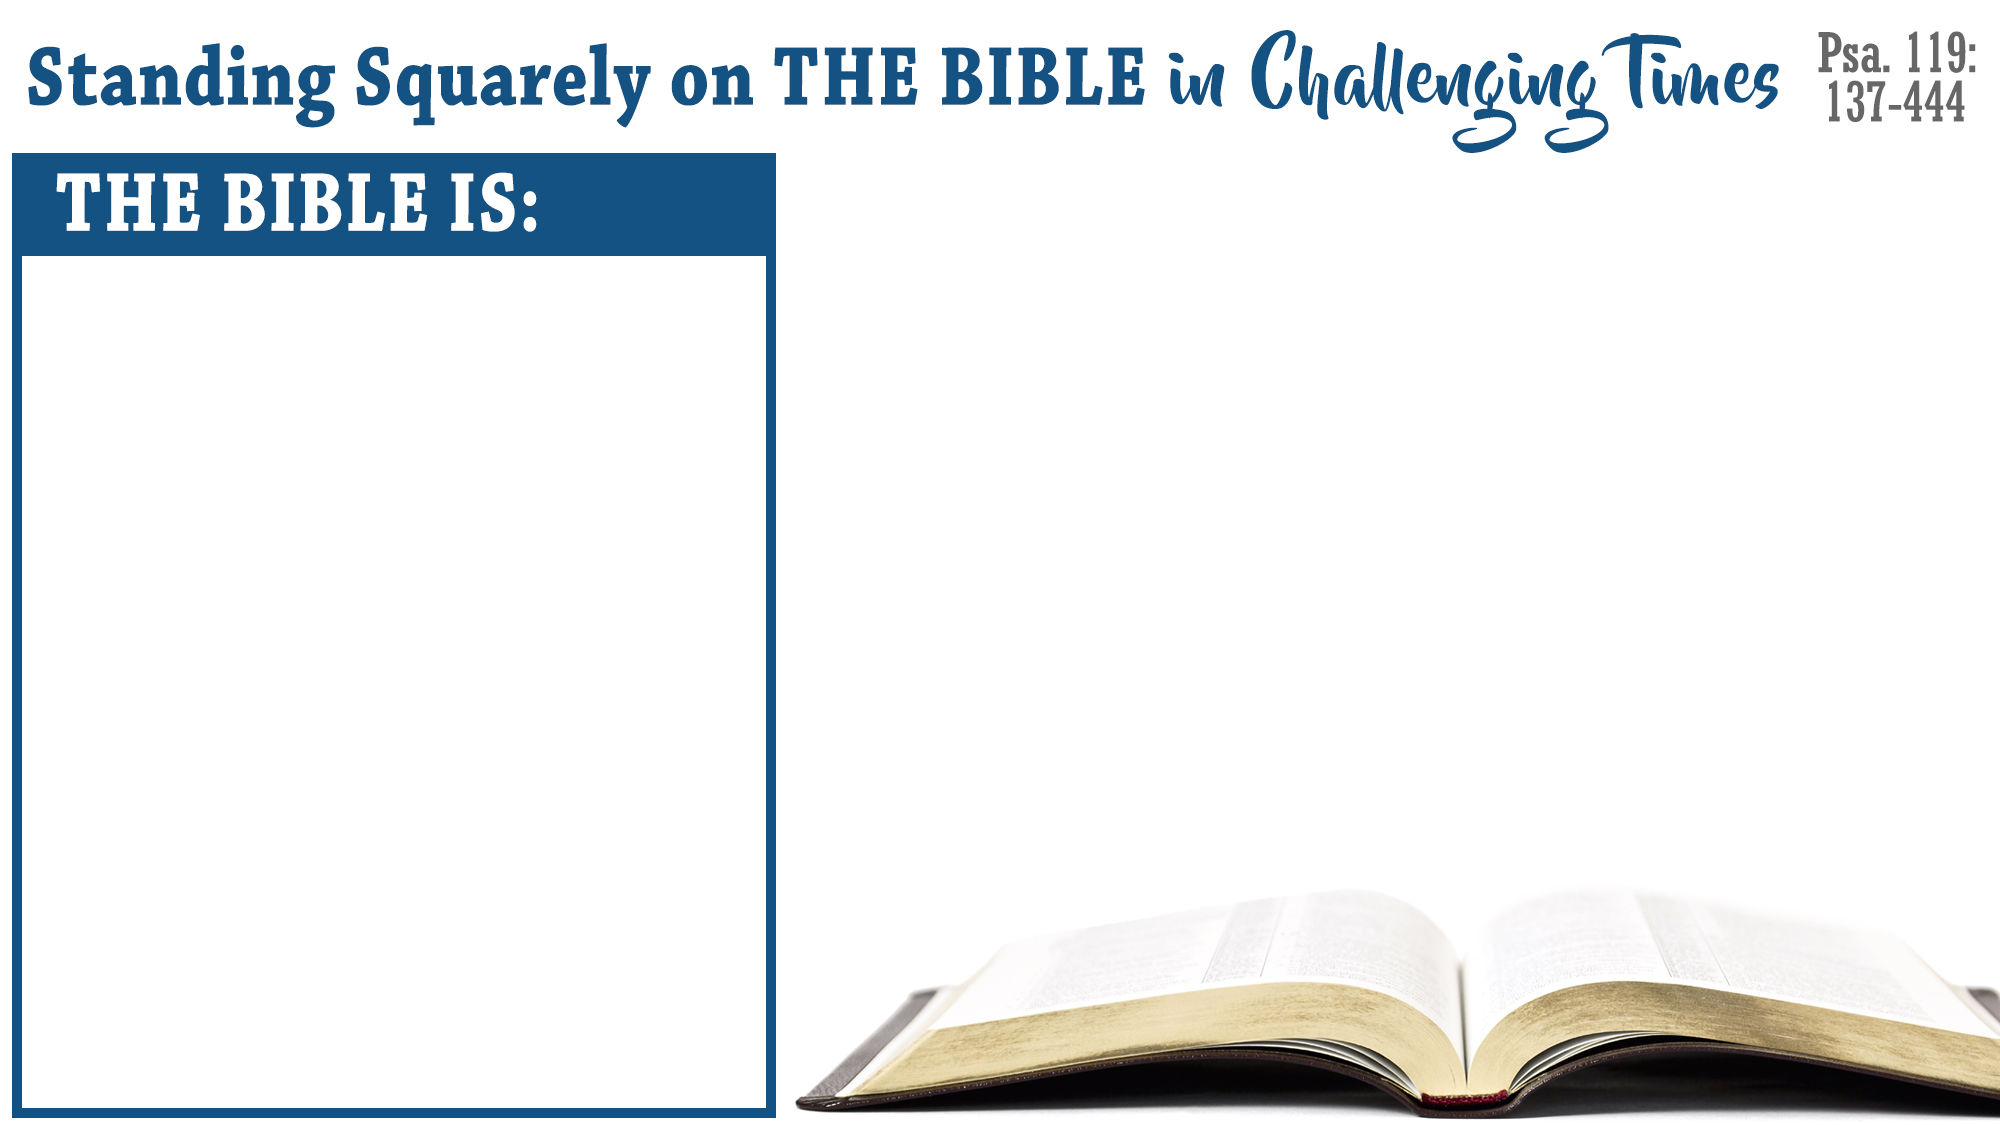 Standing Squarely on THE BIBLE in Challenging Times
Psa. 119:
137-444
THE BIBLE IS: